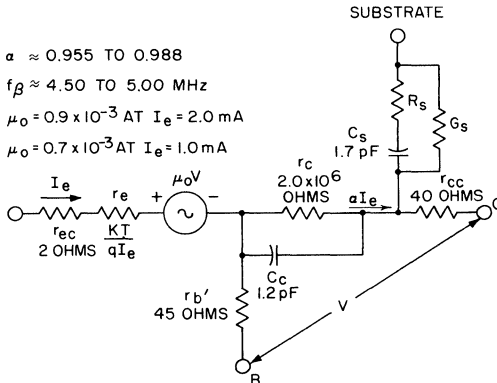 SUBSTRATE
α ≈ 0.955 TO 0.988
fβ ≈ 4.50 TO 5.00 MHz
μo = 0.9 x 10⁻³ AT Ie = 2.0 mA
μo = 0.7 x 10⁻³ AT Ie = 1.0 mA
Rs
Gs
Cs
1.7 pF
rc
2.0 x 10⁶
OHMS
αIe
rcc
40 OHMS
C
Ie
re
+
μoV
-
rec
2 OHMS
KT
qIe
Cc
1.2 pF
rb'
45 OHMS
V
B